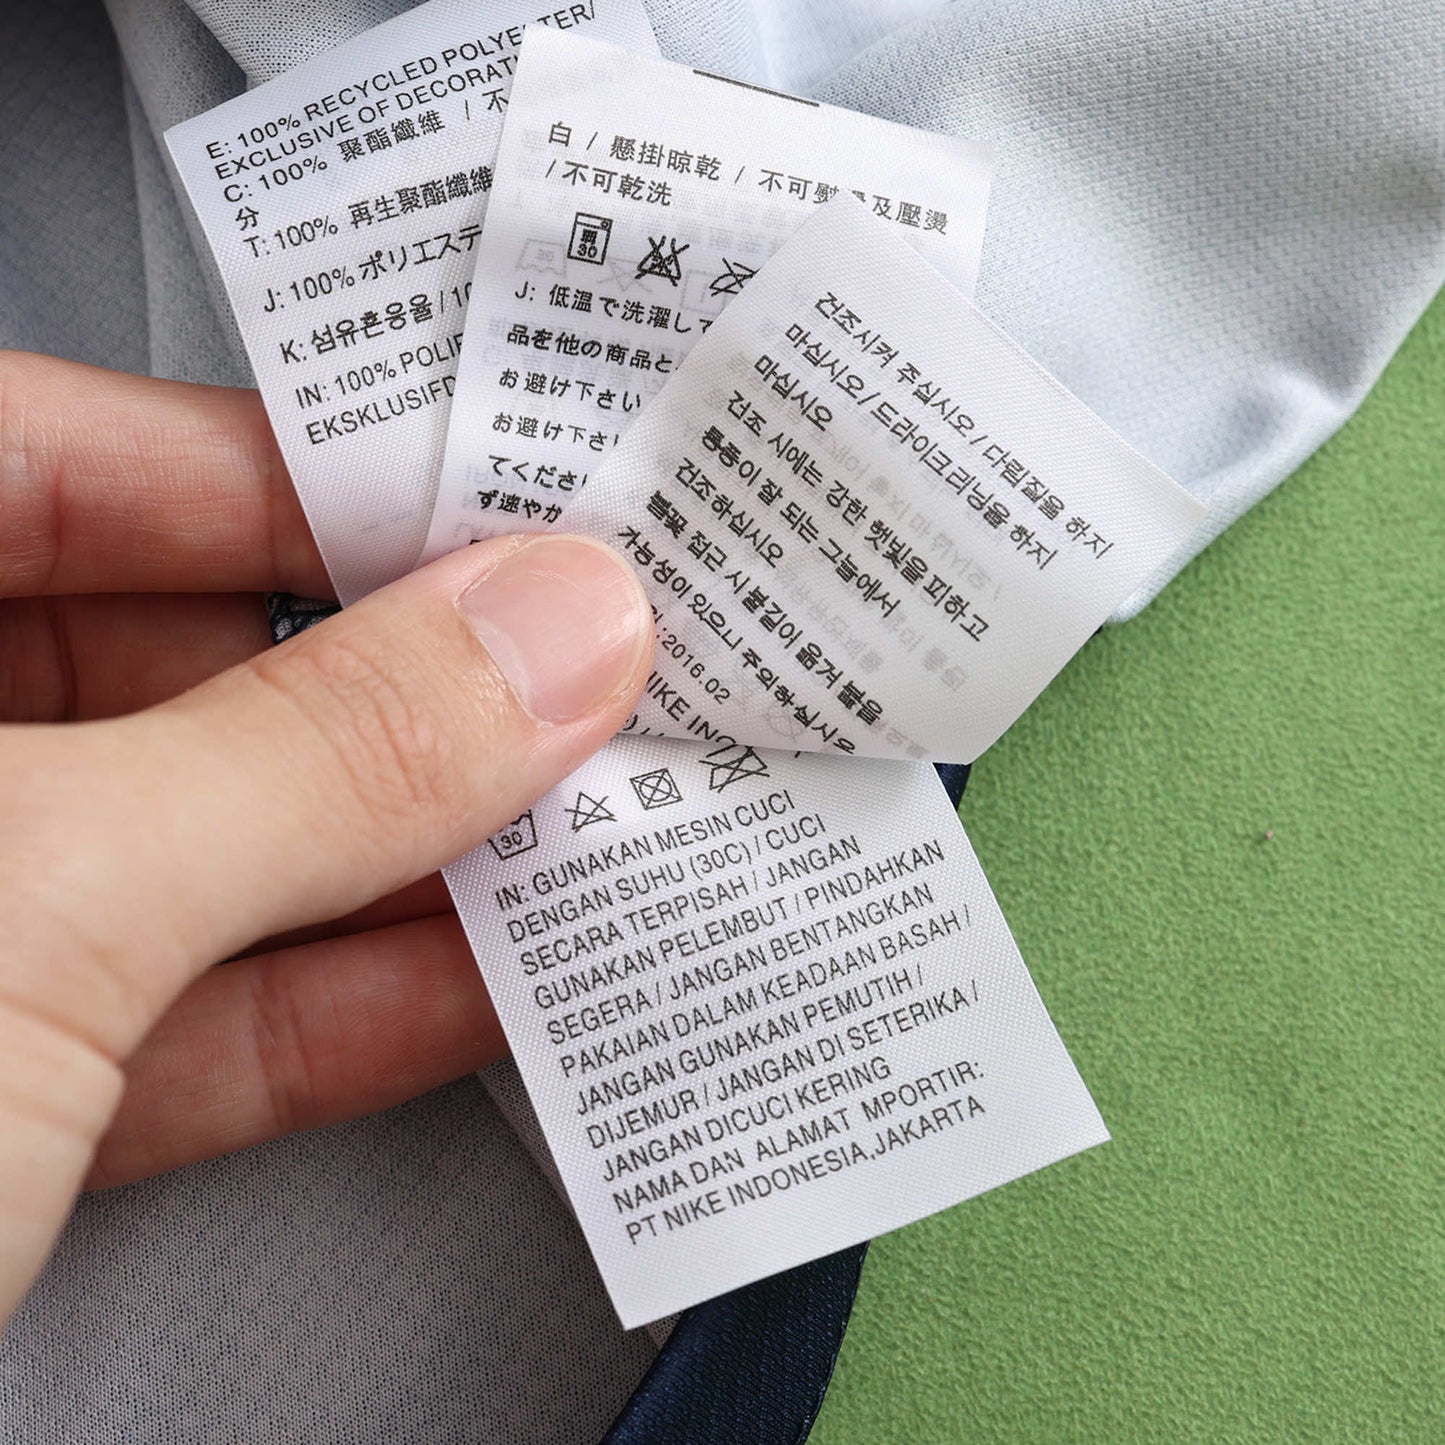 E: 100% RECYCLED POLYESTER/
EXCLUSIVE OF DECORATI
C: 100% 聚酯纖維 / 不
分
T: 100% 再生聚酯纖維
J: 100% ポリエステ
K: 섬유혼용율 / 10
IN: 100% POLIE
EKSKLUSIFD
白 / 懸掛晾乾 / 不可熨燙及壓燙
/ 不可乾洗
30
J: 低温で洗濯して
品を他の商品と
お避け下さい
お避け下さい
てくださ
ず速やか
건조시켜 주십시오 / 다림질을 하지
마십시오 / 드라이크리닝을 하지
마십시오
건조 시에는 강한 햇빛을 피하고
통풍이 잘 되는 그늘에서
건조하십시오
불꽃 접근 시 불길이 옮겨 붙을
가능성이 있으니 주의하십시오
:2016.02
NIKE IN
30
IN: GUNAKAN MESIN CUCI
DENGAN SUHU (30C) / CUCI
SECARA TERPISAH / JANGAN
GUNAKAN PELEMBUT / PINDAHKAN
SEGERA / JANGAN BENTANGKAN
PAKAIAN DALAM KEADAAN BASAH /
JANGAN GUNAKAN PEMUTIH /
DIJEMUR / JANGAN DI SETERIKA /
JANGAN DICUCI KERING
NAMA DAN ALAMAT MPORTIR:
PT NIKE INDONESIA,JAKARTA